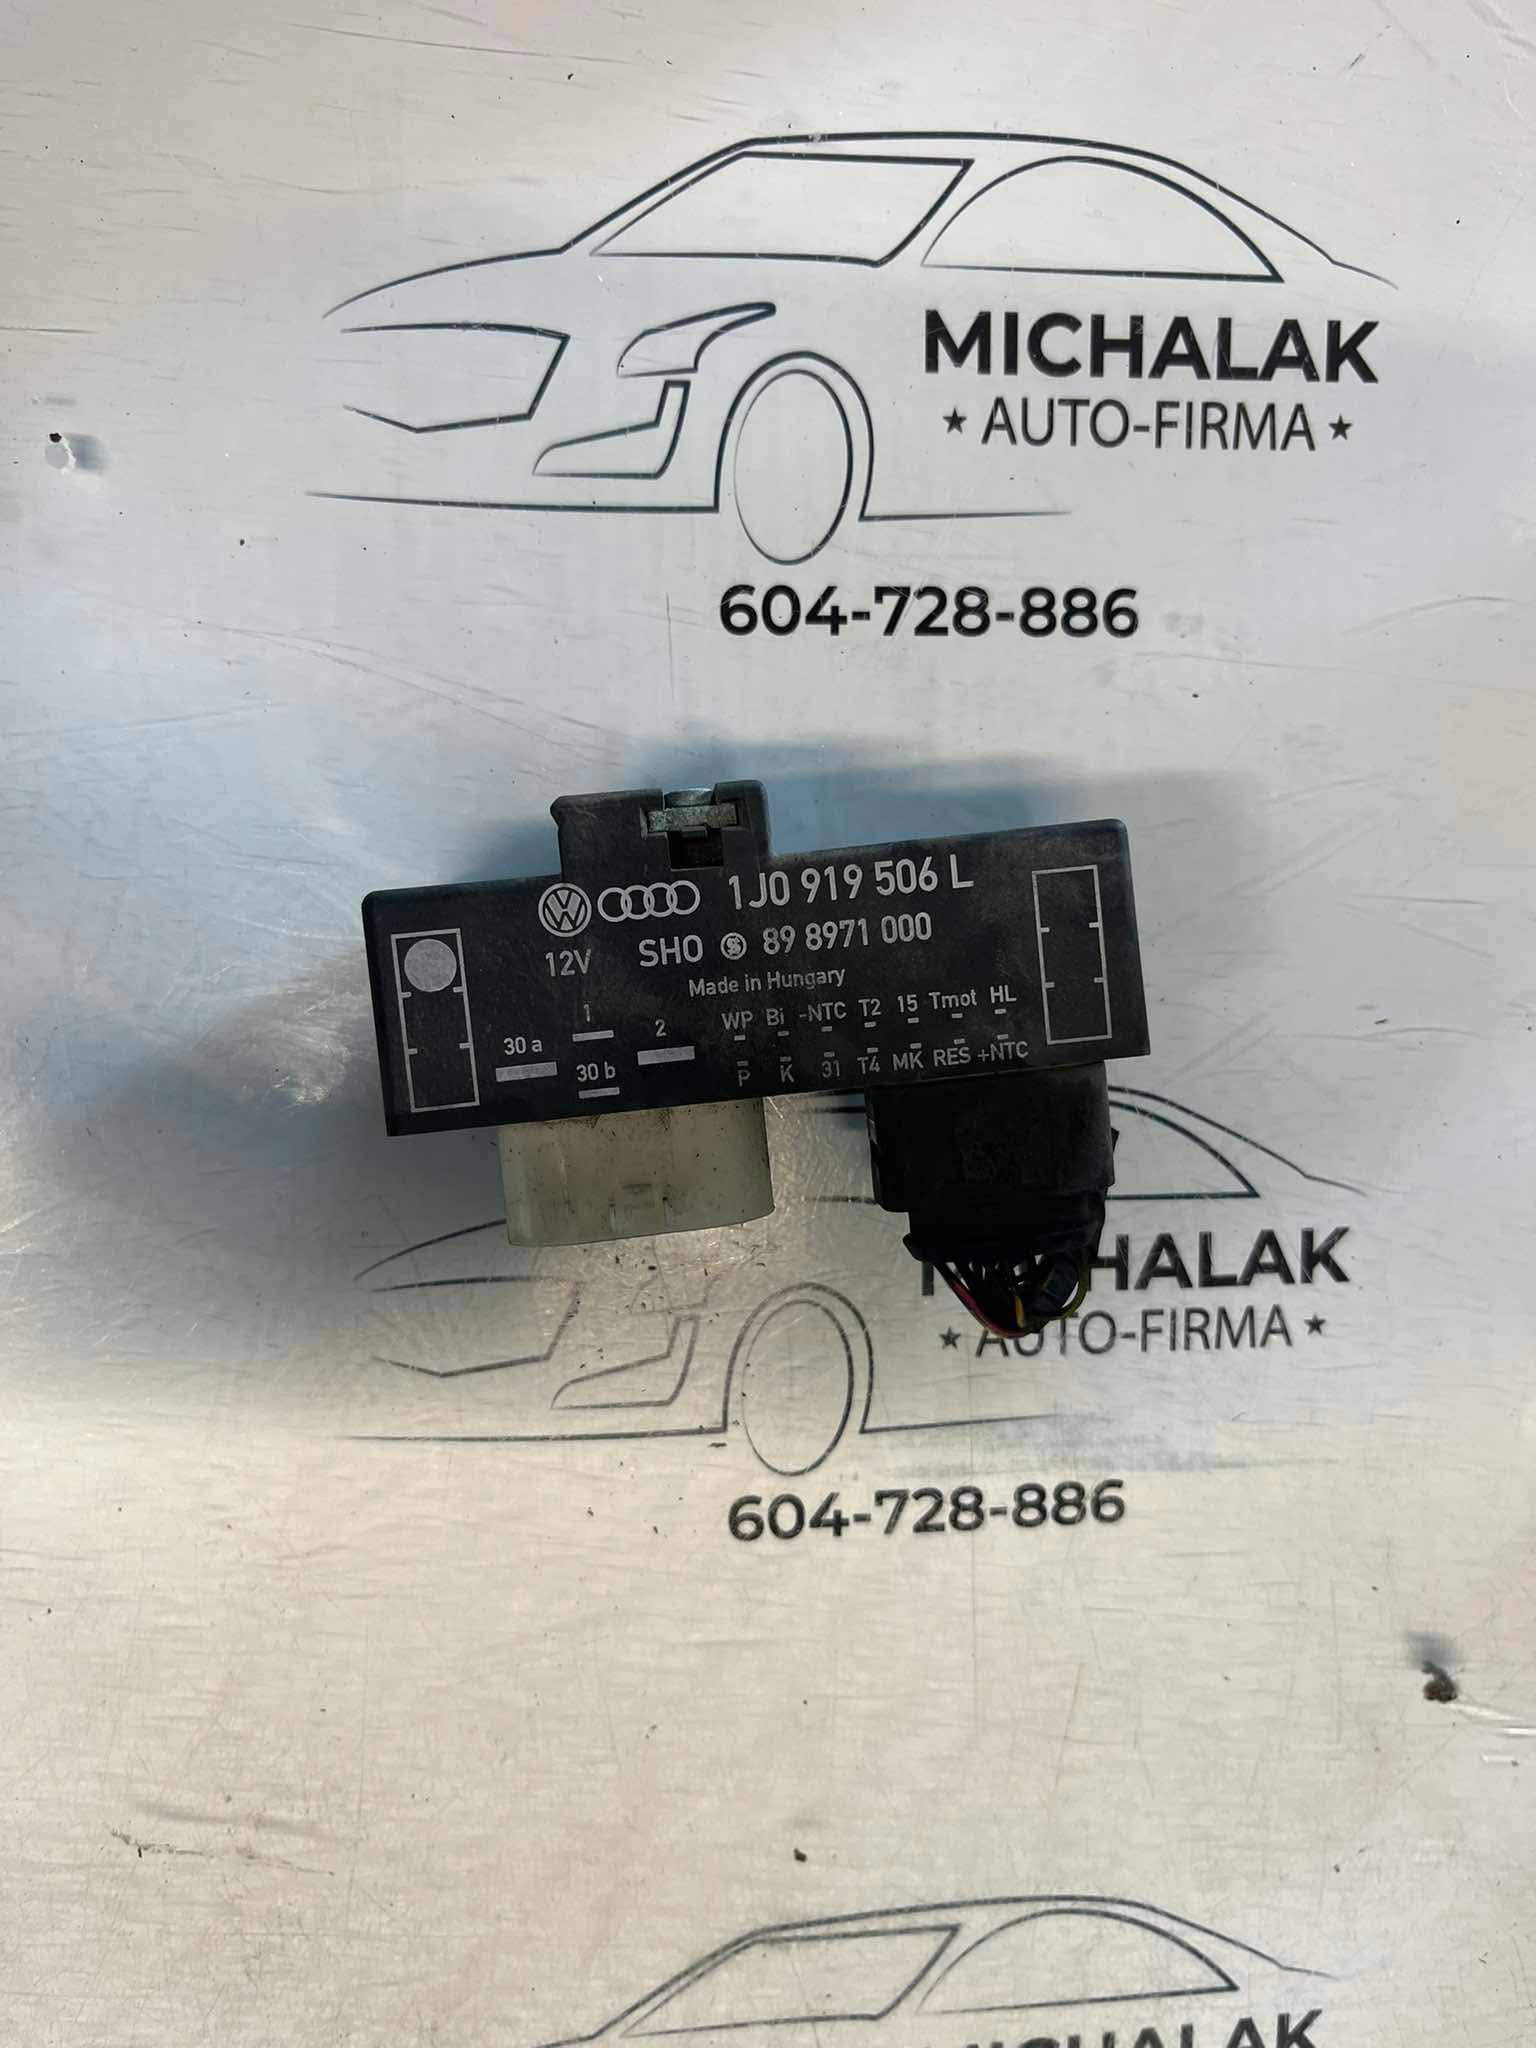 MICHALAK
★ AUTO-FIRMA ★
604-728-886
1J0 919 506 L
12V SHO 89 8971 000
Made in Hungary
30 a 1 2 WP Bi -NTC T2 15 Tmot HL
30 b P K 31 T4 MK RES +NTC
HALAK
★ AUTO-FIRMA ★
604-728-886
MICHALAK